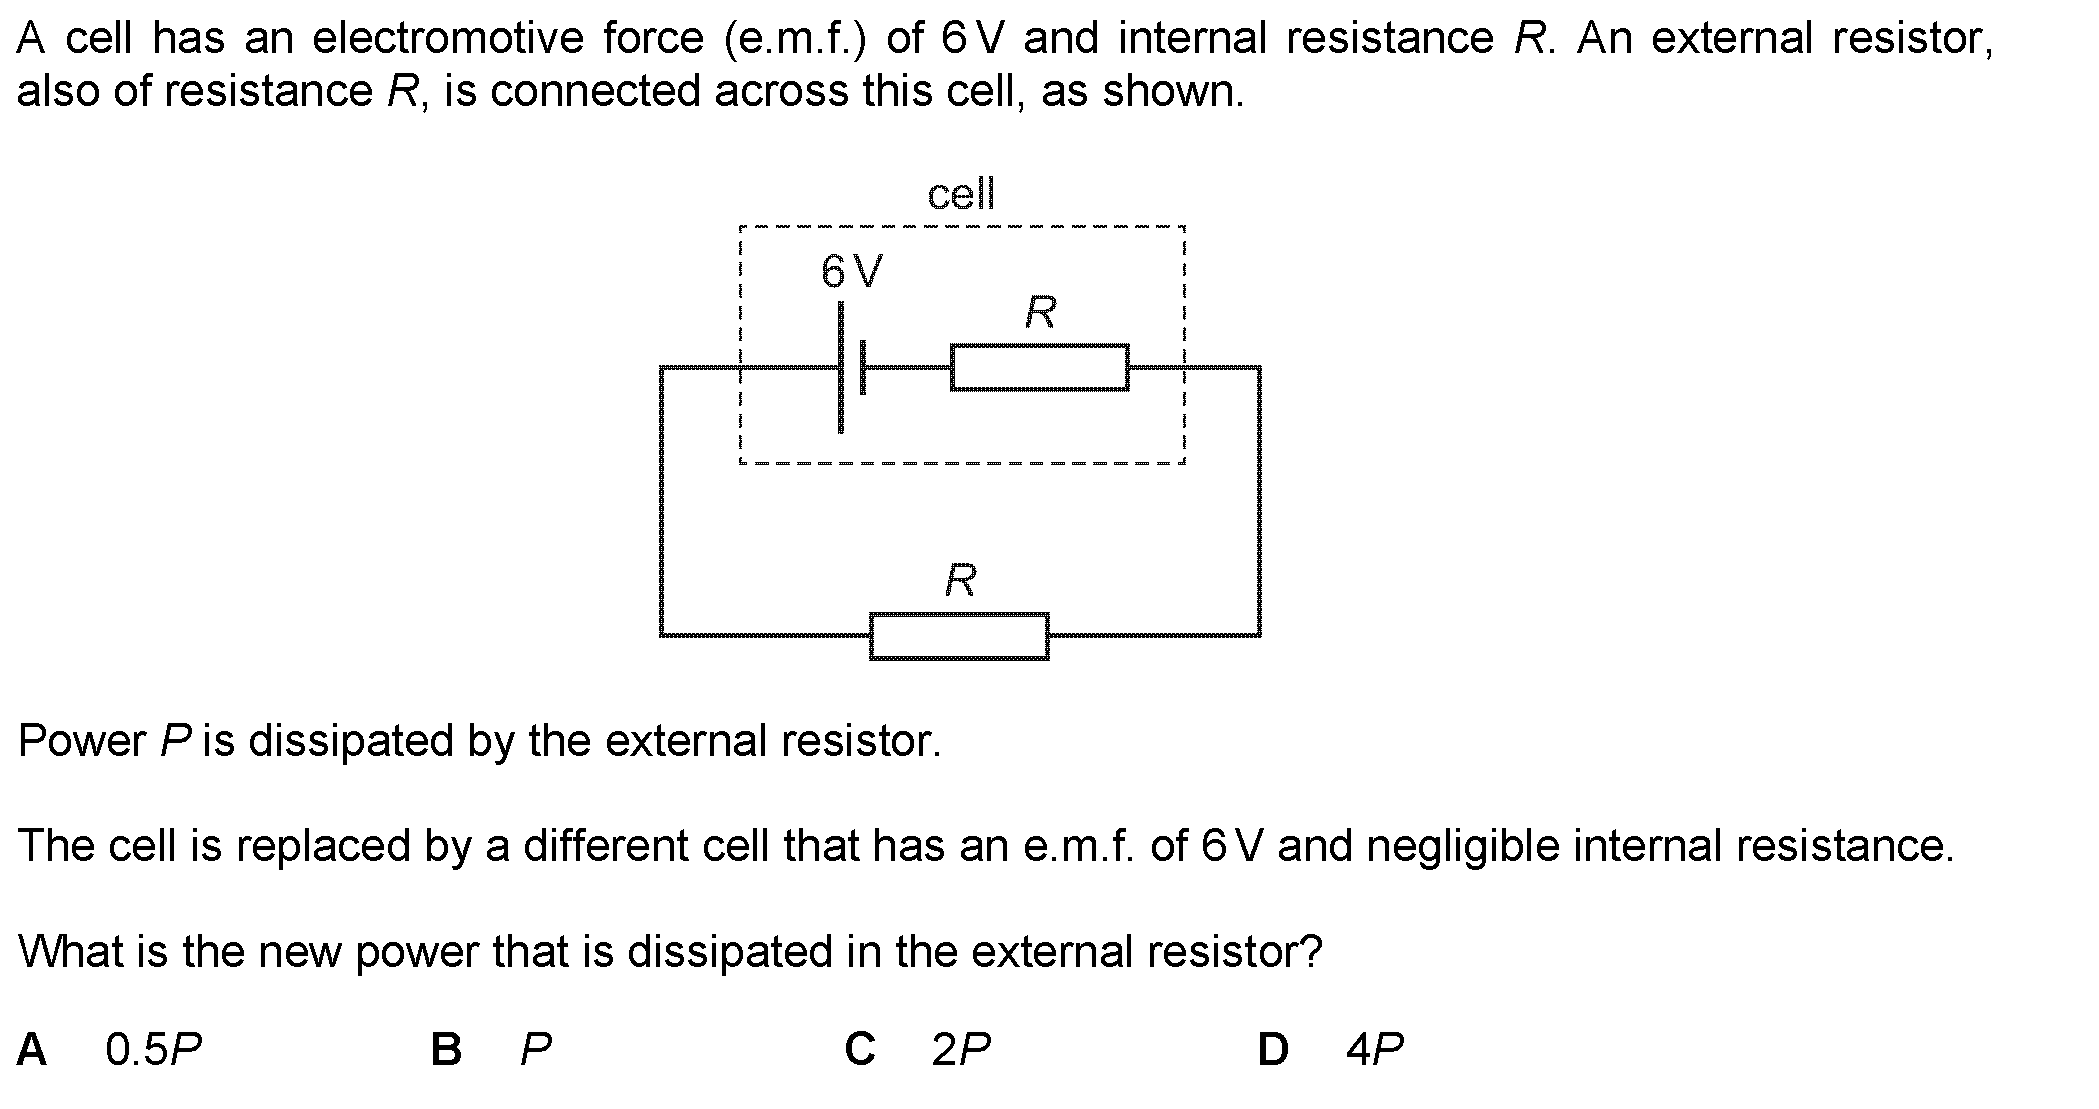 A cell has an electromotive force (e.m.f.) of 6 V and internal resistance R. An external resistor,
also of resistance R, is connected across this cell, as shown.
cell
6 V
R
R
Power P is dissipated by the external resistor.
The cell is replaced by a different cell that has an e.m.f. of 6 V and negligible internal resistance.
What is the new power that is dissipated in the external resistor?
A 0.5P B P C 2P D 4P